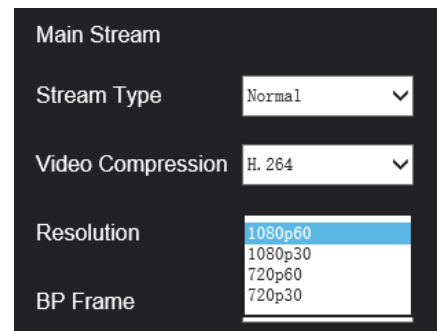 Main Stream
Stream Type Normal
Video Compression H.264
Resolution
1080p60
1080p30
720p60
720p30
BP Frame